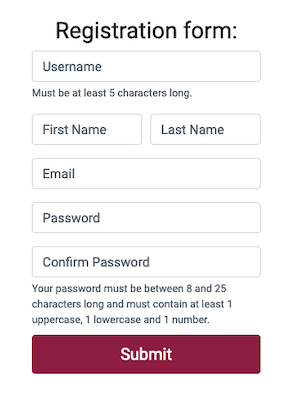 Registration form:
Username
Must be at least 5 characters long.
First Name
Last Name
Email
Password
Confirm Password
Your password must be between 8 and 25
characters long and must contain at least 1
uppercase, 1 lowercase and 1 number.
Submit